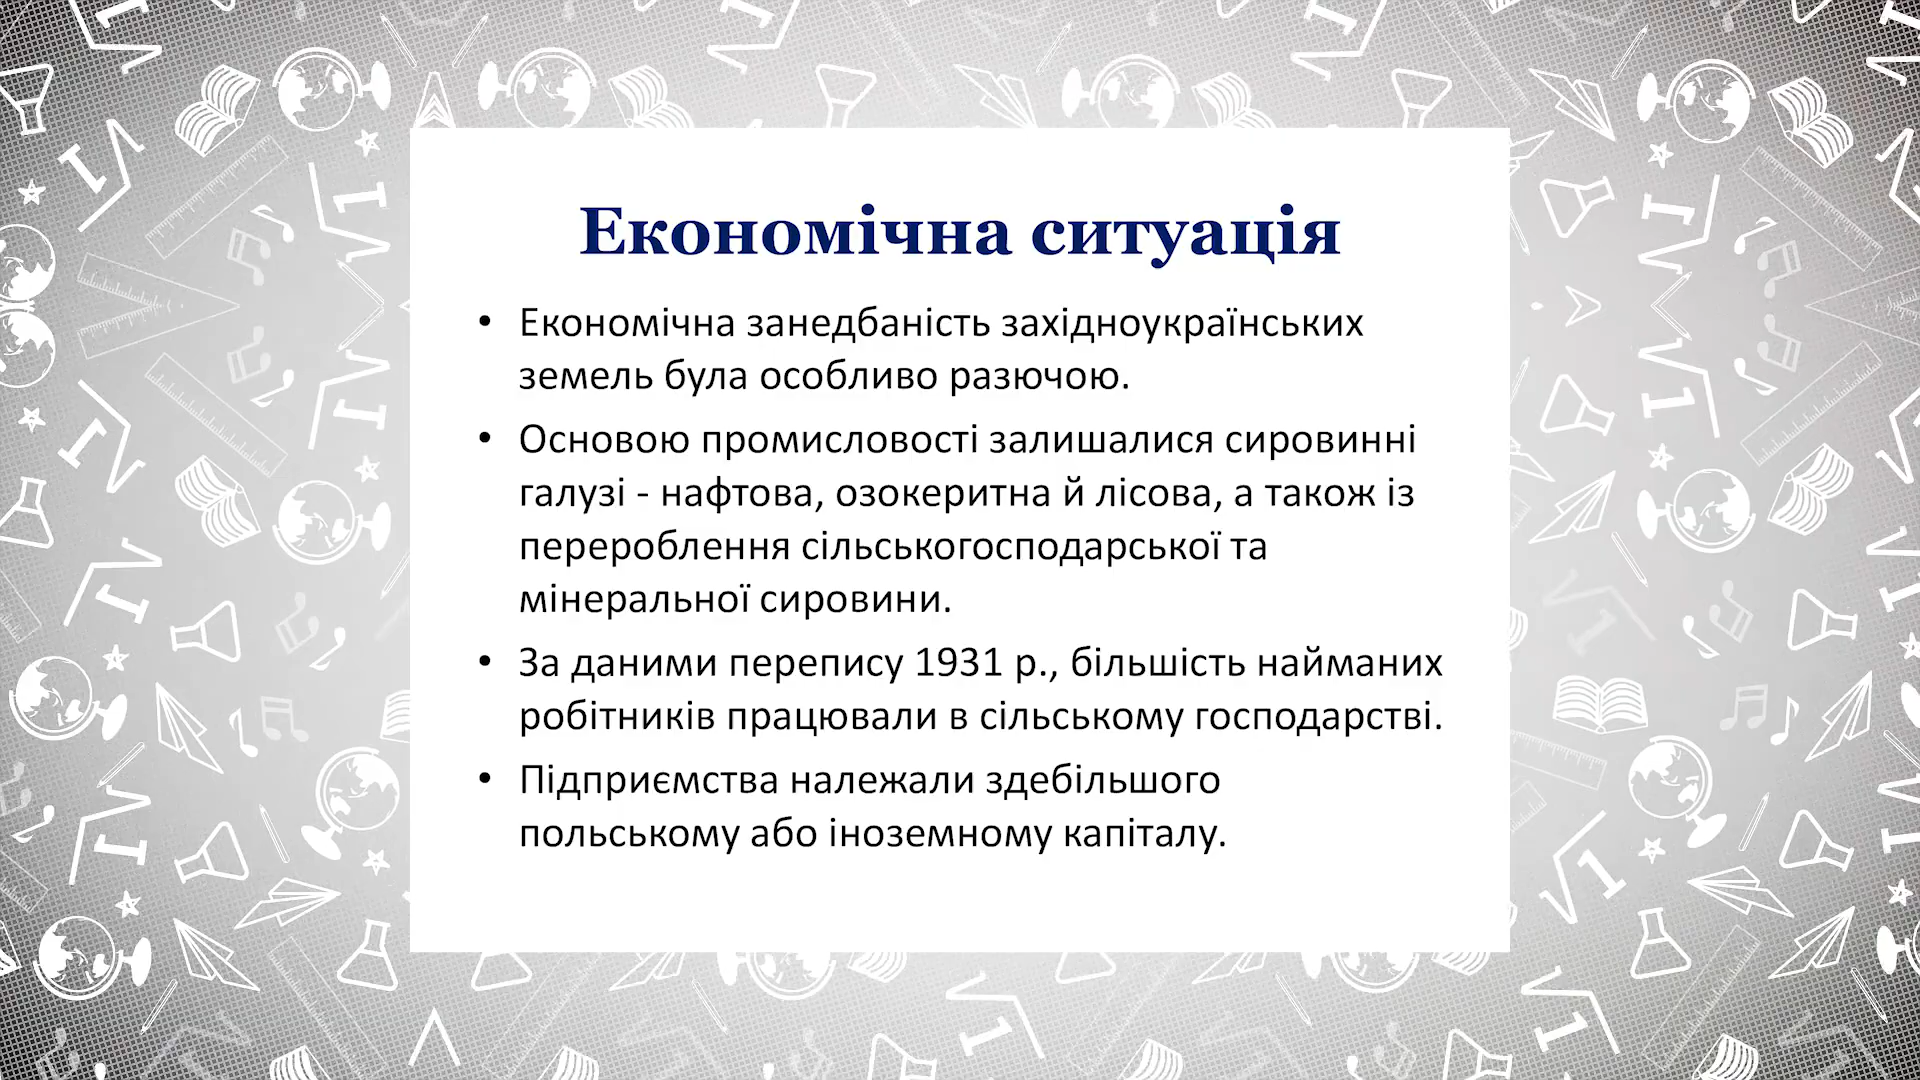 Економічна ситуація
• Економічна занедбаність західноукраїнських
земель була особливо разючою.
• Основою промисловості залишалися сировинні
галузі - нафтова, озокеритна й лісова, а також із
перероблення сільськогосподарської та
мінеральної сировини.
• За даними перепису 1931 р., більшість найманих
робітників працювали в сільському господарстві.
• Підприємства належали здебільшого
польському або іноземному капіталу.